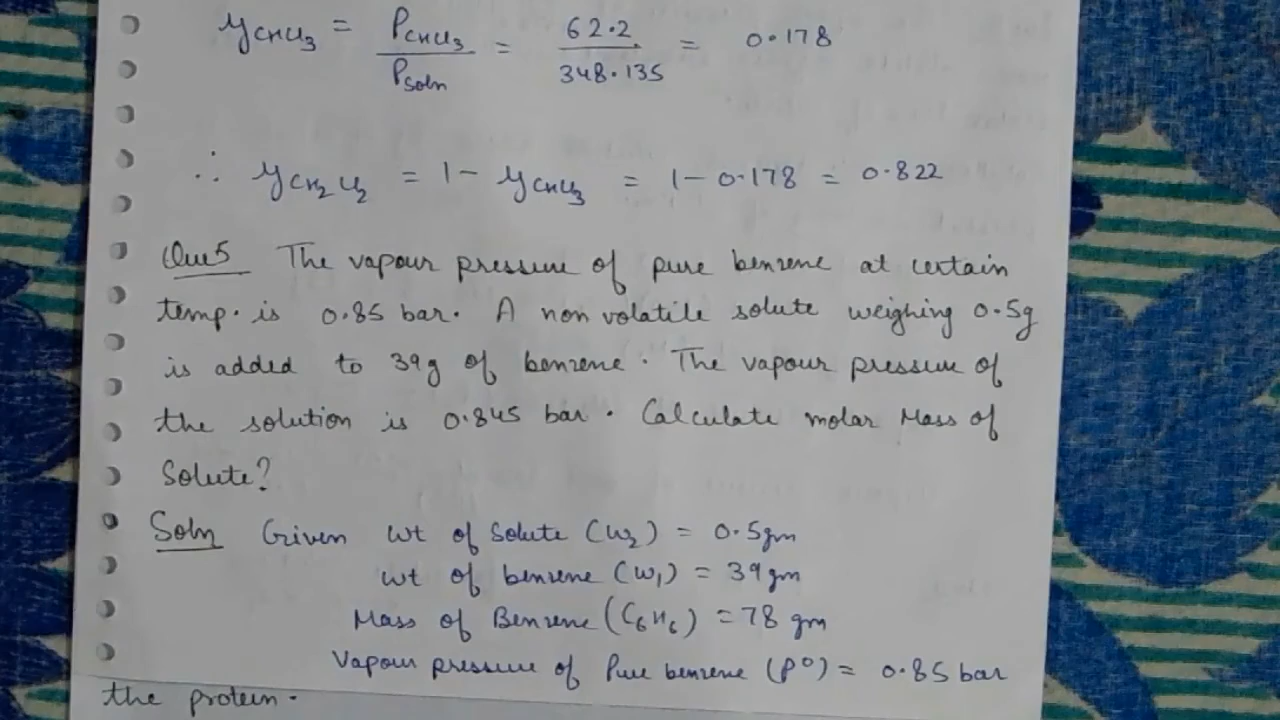 yCHCl3 = PCHCl3 / Psoln = 62.2 / 348.135 = 0.178
∴ yCH2Cl2 = 1 - yCHCl3 = 1 - 0.178 = 0.822
Que5 The vapour pressure of pure benzene at certain
temp. is 0.85 bar. A non volatile solute weighing 0.5g
is added to 39g of benzene. The vapour pressure of
the solution is 0.845 bar. Calculate molar Mass of
Solute?
Soln Given wt of Solute (w2) = 0.5gm
wt of benzene (w1) = 39gm
Mass of Benzene (C6H6) = 78 gm
Vapour pressure of Pure benzene (P°) = 0.85 bar
the protein.